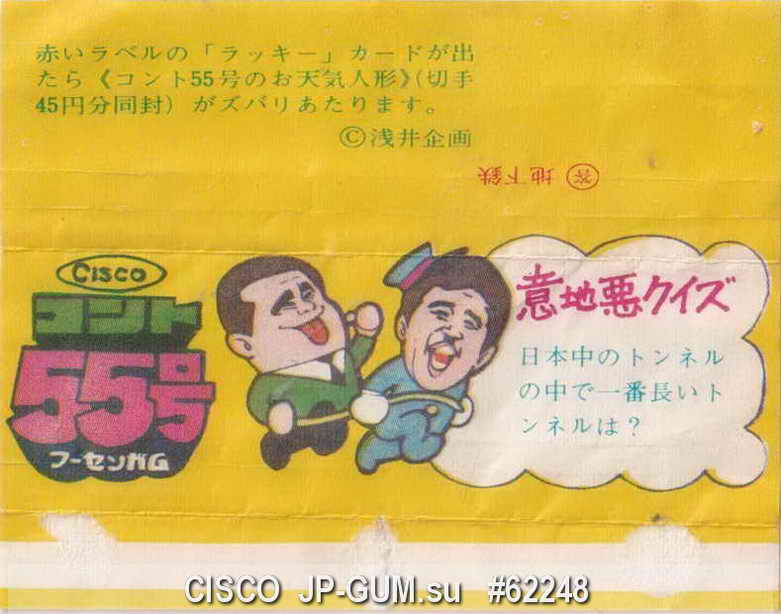 赤いラベルの「ラッキー」カードが出
たら《コント55号のお天気人形》(切手
45円分同封)がズバリあたります。
©浅井企画
答 地下鉄
Cisco
コント
55号
フーセンガム
意地悪クイズ
日本中のトンネル
の中で一番長いト
ンネルは?
CISCO JP-GUM.su #62248